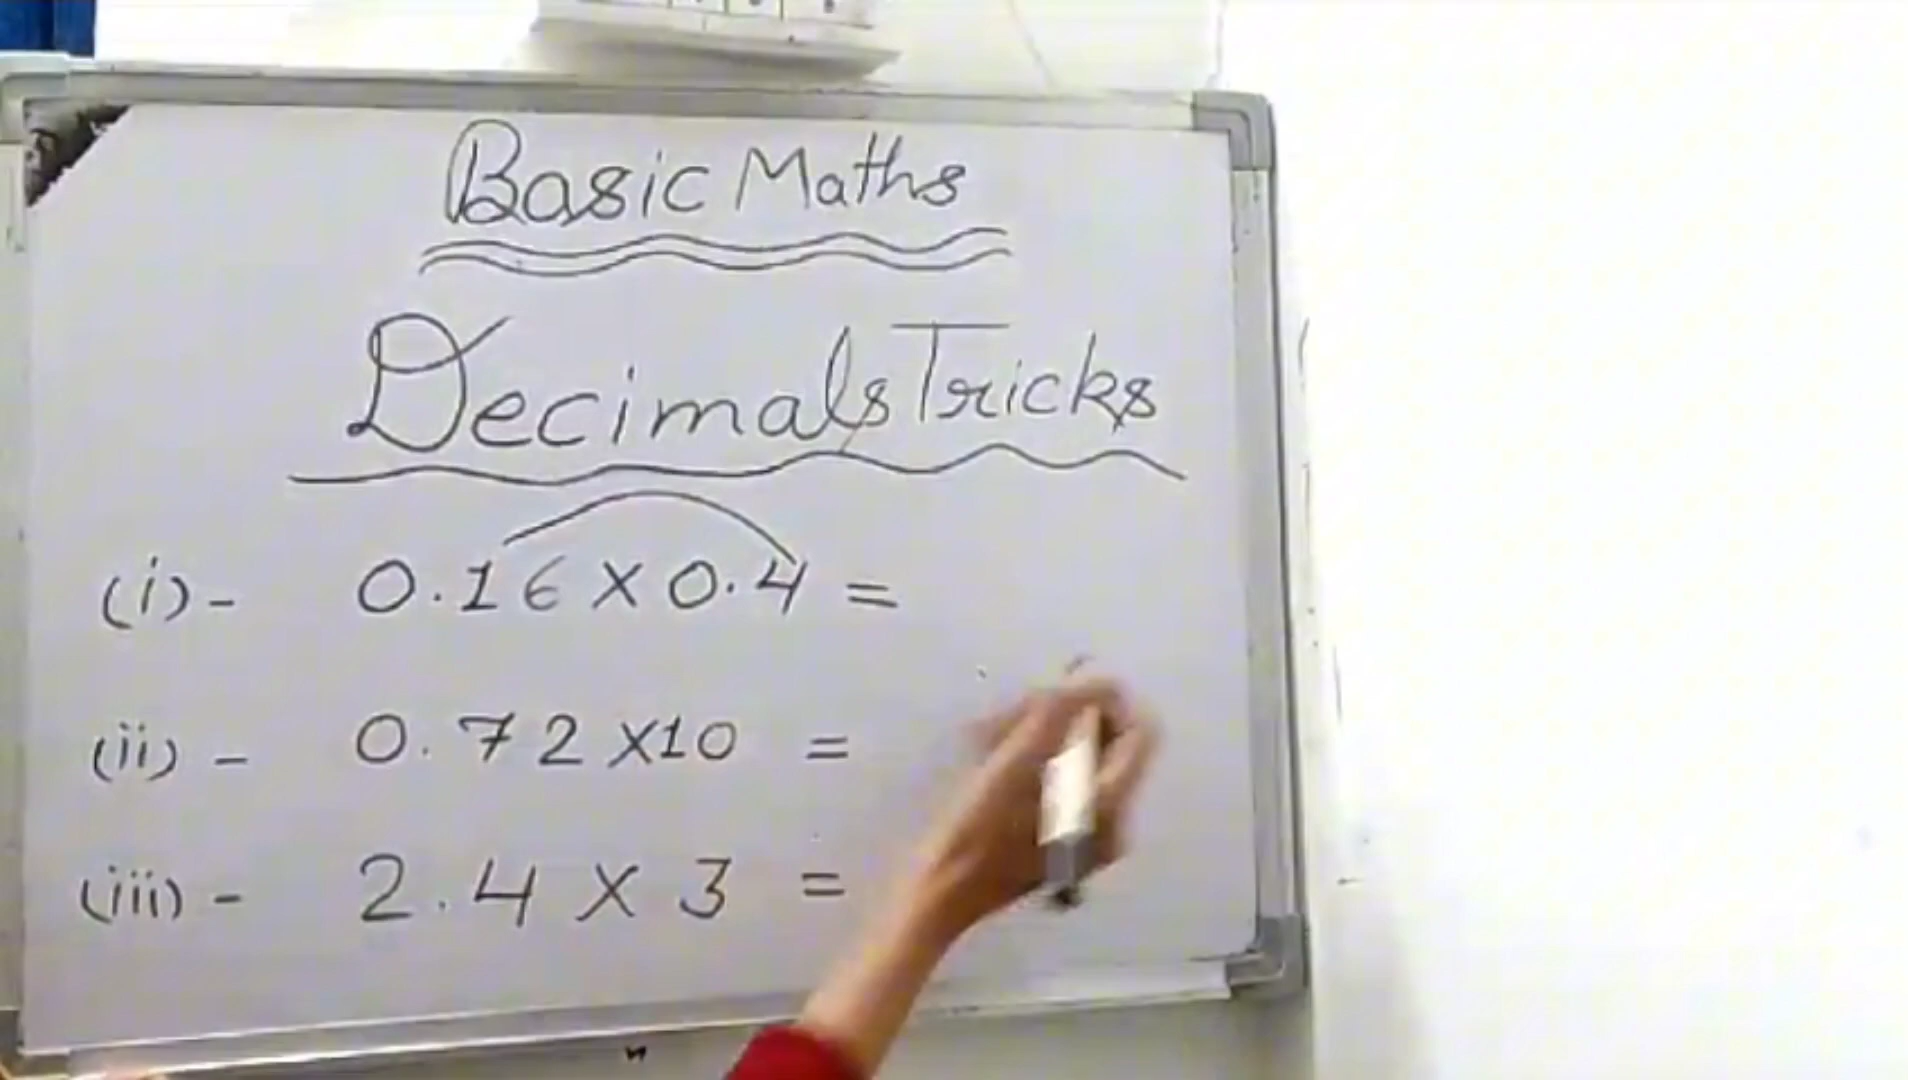 Basic Maths
Decimals Tricks
(i) - 0.16 X 0.4 =
(ii) - 0.72 X10 =
(iii) - 2.4 X 3 =